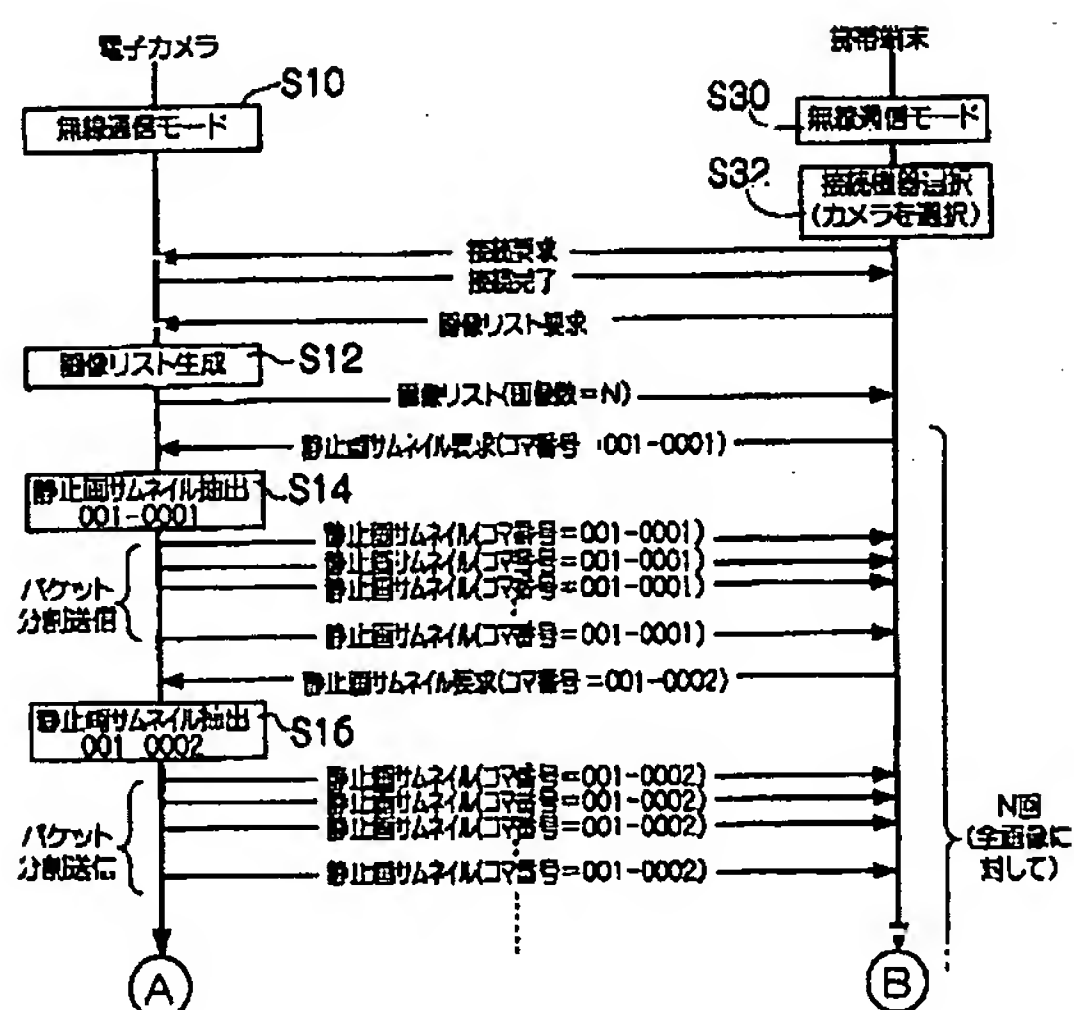 電子カメラ
携帯端末
S10
無線通信モード
S30
無線通信モード
S32
接続機器選択
(カメラを選択)
接続要求
接続完了
画像リスト要求
画像リスト生成
S12
画像リスト(画像数=N)
静止画サムネイル要求(コマ番号=001-0001)
静止画サムネイル抽出
001-0001
S14
静止画サムネイル(コマ番号=001-0001)
静止画サムネイル(コマ番号=001-0001)
静止画サムネイル(コマ番号=001-0001)
パケット
分割送信
静止画サムネイル(コマ番号=001-0001)
静止画サムネイル要求(コマ番号=001-0002)
静止画サムネイル抽出
001-0002
S16
静止画サムネイル(コマ番号=001-0002)
静止画サムネイル(コマ番号=001-0002)
静止画サムネイル(コマ番号=001-0002)
パケット
分割送信
静止画サムネイル(コマ番号=001-0002)
N回
(全画像に
対して)
A
B